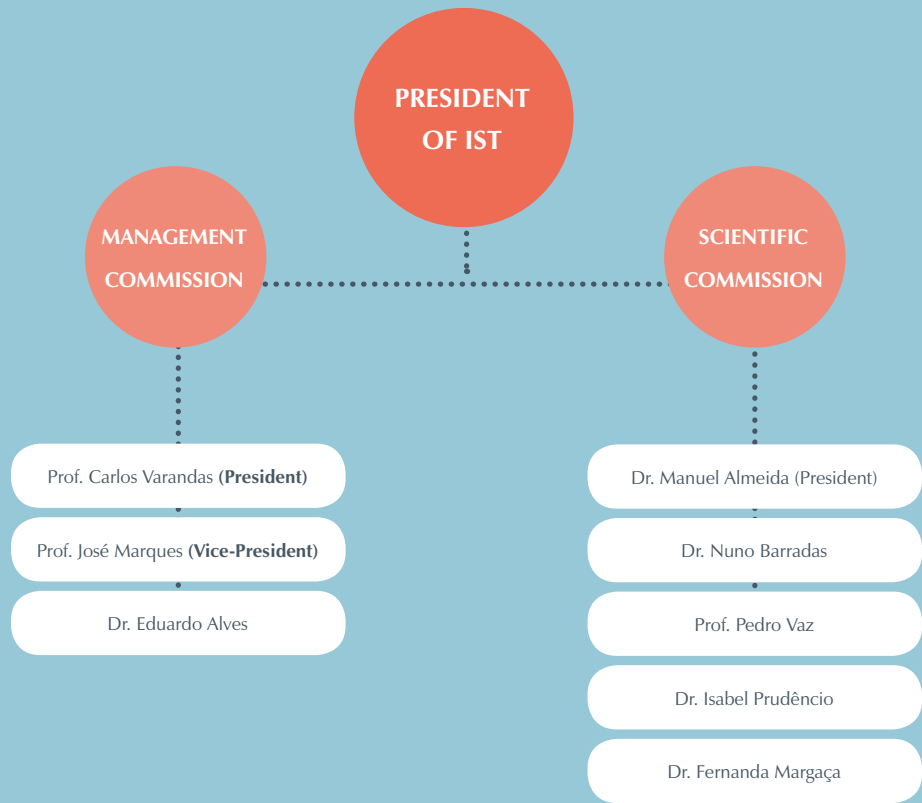 PRESIDENT
OF IST
MANAGEMENT
COMMISSION
SCIENTIFIC
COMMISSION
Prof. Carlos Varandas (President)
Prof. José Marques (Vice-President)
Dr. Eduardo Alves
Dr. Manuel Almeida (President)
Dr. Nuno Barradas
Prof. Pedro Vaz
Dr. Isabel Prudêncio
Dr. Fernanda Margaça